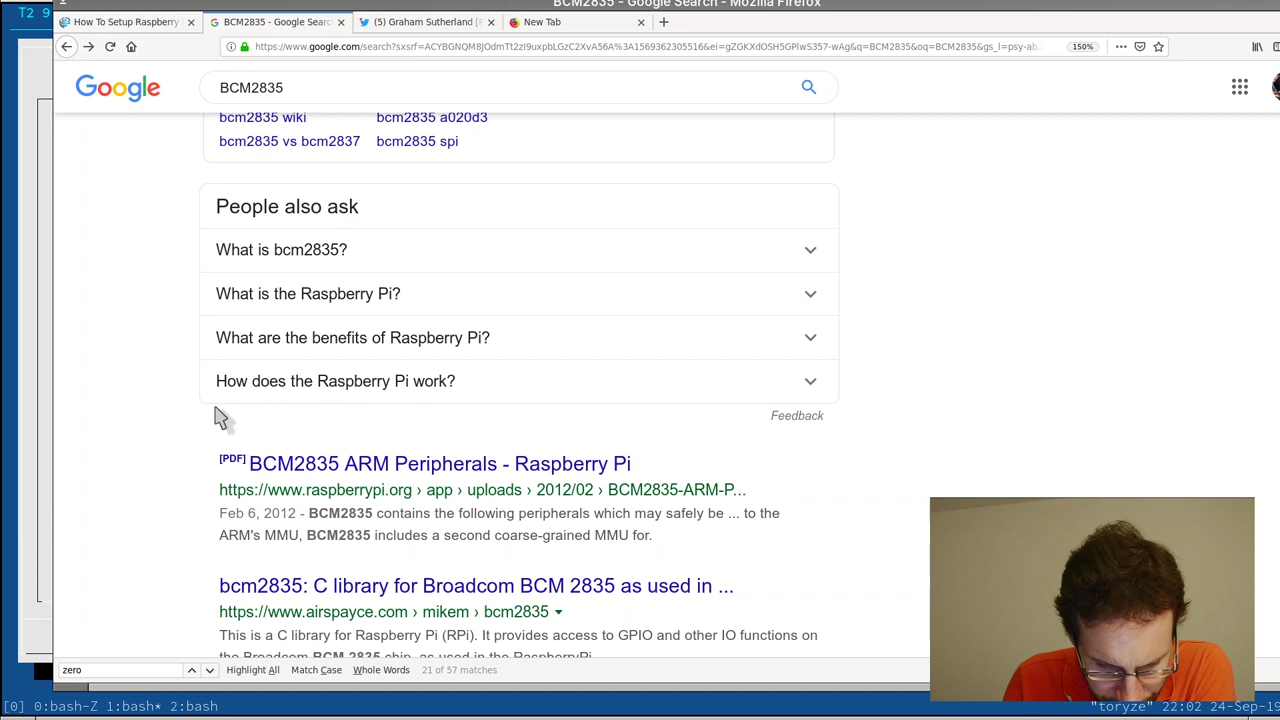 T2 9
BCM2835 - Google Search - Mozilla Firefox
How To Setup Raspberry
BCM2835 - Google Searc
(5) Graham Sutherland [P
New Tab
https://www.google.com/search?sxsrf=ACYBGNQM8JOdmTt2zI9uxpbLGzC2XvA56A%3A1569362305516&ei=gZGKXdOSH5GPlwS357-wAg&q=BCM2835&oq=BCM2835&gs_l=psy-ab.
150%
Google
BCM2835
bcm2835 wiki
bcm2835 a020d3
bcm2835 vs bcm2837
bcm2835 spi
People also ask
What is bcm2835?
What is the Raspberry Pi?
What are the benefits of Raspberry Pi?
How does the Raspberry Pi work?
Feedback
[PDF] BCM2835 ARM Peripherals - Raspberry Pi
https://www.raspberrypi.org › app › uploads › 2012/02 › BCM2835-ARM-P...
Feb 6, 2012 - BCM2835 contains the following peripherals which may safely be ... to the
ARM's MMU, BCM2835 includes a second coarse-grained MMU for.
bcm2835: C library for Broadcom BCM 2835 as used in ...
https://www.airspayce.com › mikem › bcm2835
This is a C library for Raspberry Pi (RPi). It provides access to GPIO and other IO functions on
the Broadcom BCM 2835 chip, as used in the RaspberryPi.
zero
Highlight All
Match Case
Whole Words
21 of 57 matches
[0] 0:bash-Z 1:bash* 2:bash
"toryze" 22:02 24-Sep-19